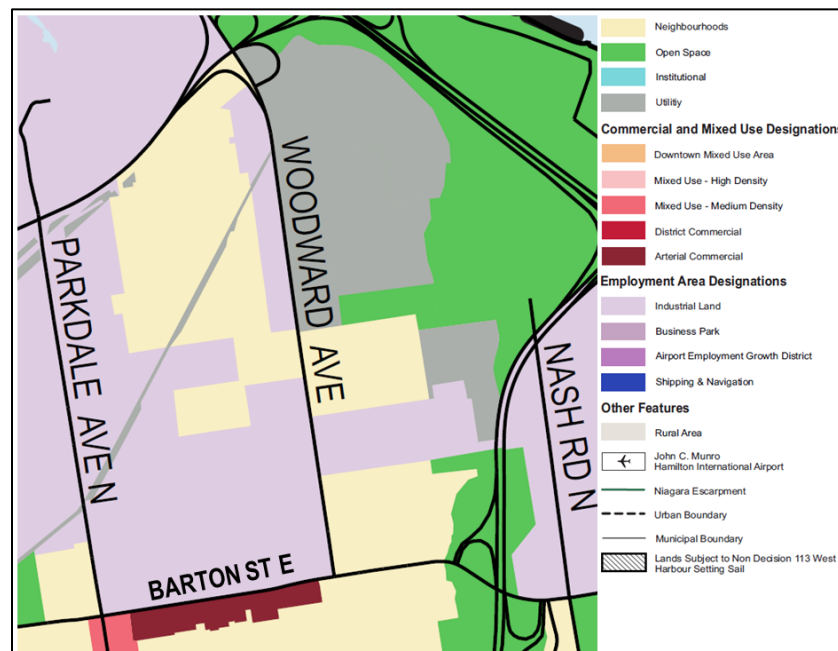 PARKDALE AVE N
WOODWARD AVE
NASH RD N
BARTON ST E
Neighbourhoods
Open Space
Institutional
Utilitiy
Commercial and Mixed Use Designations
Downtown Mixed Use Area
Mixed Use - High Density
Mixed Use - Medium Density
District Commercial
Arterial Commercial
Employment Area Designations
Industrial Land
Business Park
Airport Employment Growth District
Shipping & Navigation
Other Features
Rural Area
John C. Munro
Hamilton International Airport
Niagara Escarpment
Urban Boundary
Municipal Boundary
Lands Subject to Non Decision 113 West
Harbour Setting Sail